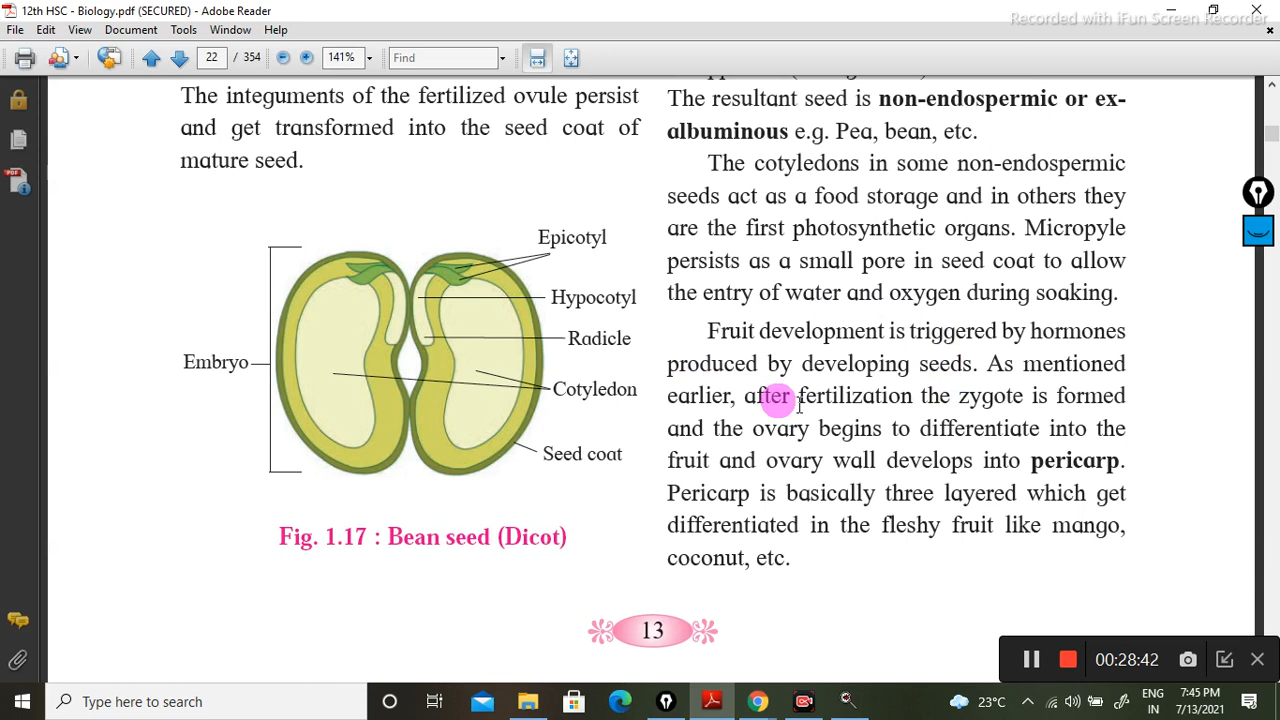 12th HSC - Biology.pdf (SECURED) - Adobe Reader
Recorded with iFun Screen Recorder
File Edit View Document Tools Window Help
22 / 354 141% Find
The integuments of the fertilized ovule persist
and get transformed into the seed coat of
mature seed.
Epicotyl
Hypocotyl
Radicle
Embryo
Cotyledon
Seed coat
Fig. 1.17 : Bean seed (Dicot)
The resultant seed is non-endospermic or ex-
albuminous e.g. Pea, bean, etc.
The cotyledons in some non-endospermic
seeds act as a food storage and in others they
are the first photosynthetic organs. Micropyle
persists as a small pore in seed coat to allow
the entry of water and oxygen during soaking.
Fruit development is triggered by hormones
produced by developing seeds. As mentioned
earlier, after fertilization the zygote is formed
and the ovary begins to differentiate into the
fruit and ovary wall develops into pericarp.
Pericarp is basically three layered which get
differentiated in the fleshy fruit like mango,
coconut, etc.
13
00:28:42
Type here to search
23°C
ENG
IN
7:45 PM
7/13/2021